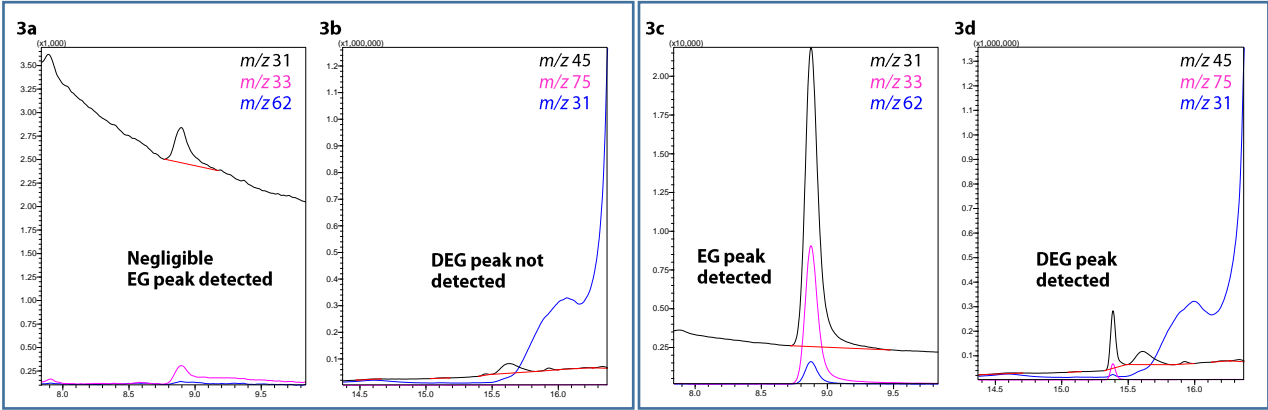 3a
(x1,000)
m/z 31
m/z 33
m/z 62
3.50
3.25
3.00
2.75
2.50
2.25
2.00
1.75
1.50
1.25
1.00
0.75
0.50
0.25
Negligible
EG peak detected
8.0 8.5 9.0 9.5
3b
(x1,000,000)
m/z 45
m/z 75
m/z 31
1.2
1.1
1.0
0.9
0.8
0.7
0.6
0.5
0.4
0.3
0.2
0.1
DEG peak not
detected
14.5 15.0 15.5 16.0
3c
(x10,000)
m/z 31
m/z 33
m/z 62
2.00
1.75
1.50
1.25
1.00
0.75
0.50
0.25
EG peak
detected
8.0 8.5 9.0 9.5
3d
(x1,000,000)
m/z 45
m/z 75
m/z 31
1.3
1.2
1.1
1.0
0.9
0.8
0.7
0.6
0.5
0.4
0.3
0.2
0.1
DEG peak
detected
14.5 15.0 15.5 16.0